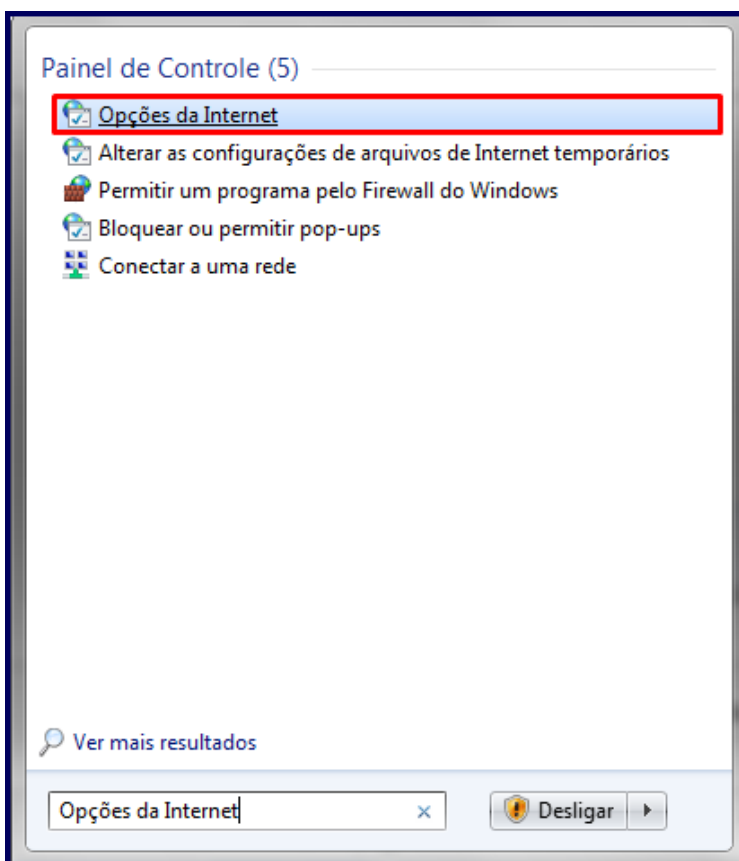 Painel de Controle (5)
Opções da Internet
Alterar as configurações de arquivos de Internet temporários
Permitir um programa pelo Firewall do Windows
Bloquear ou permitir pop-ups
Conectar a uma rede
Ver mais resultados
Opções da Internet
Desligar